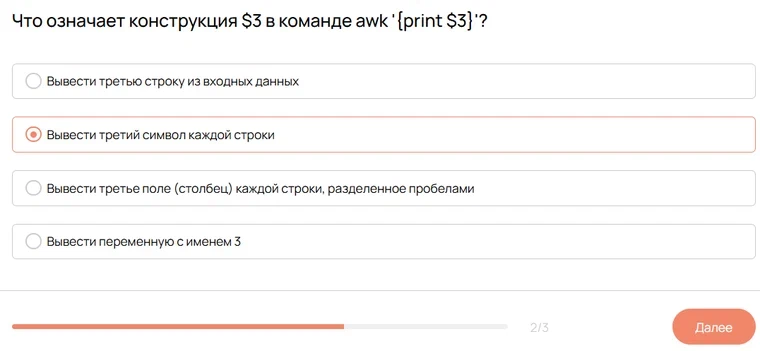 Что означает конструкция $3 в команде awk '{print $3}'?
Вывести третью строку из входных данных
Вывести третий символ каждой строки
Вывести третье поле (столбец) каждой строки, разделенное пробелами
Вывести переменную с именем 3
2/3
Далее